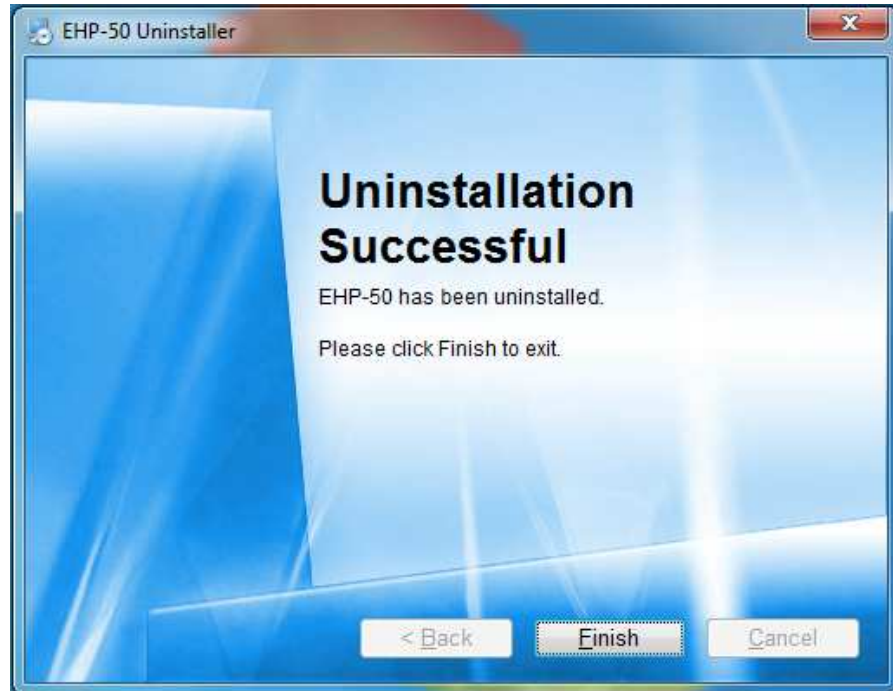 EHP-50 Uninstaller
Uninstallation
Successful
EHP-50 has been uninstalled.
Please click Finish to exit.
< Back Finish Cancel